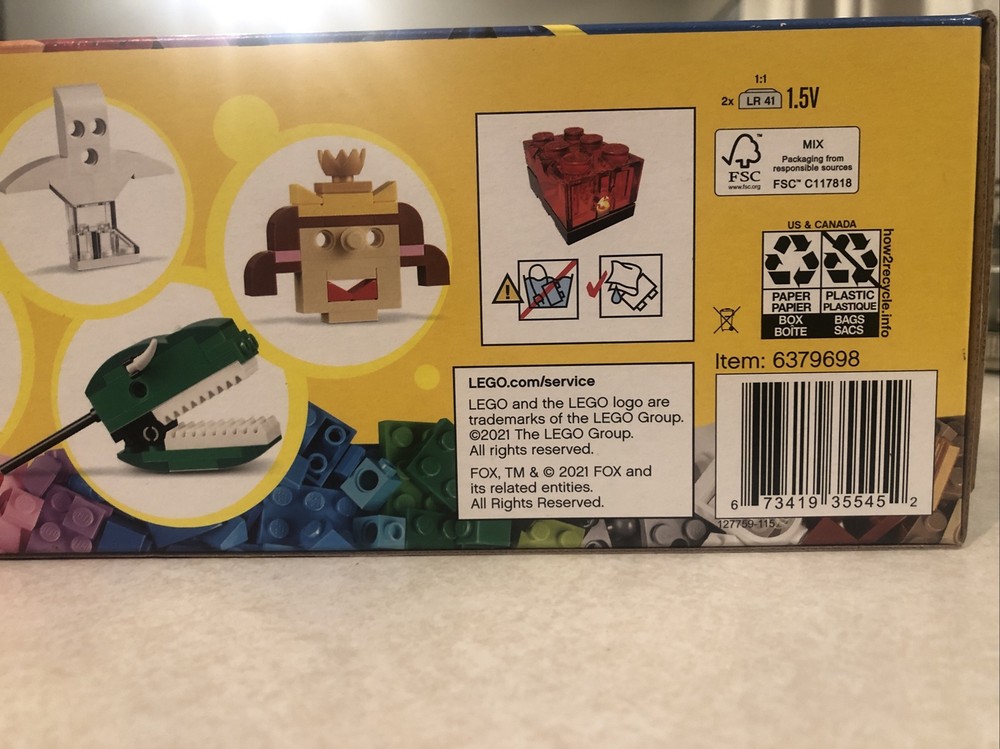 1:1
2x LR 41 1.5V
FSC™
www.fsc.org
MIX
Packaging from
responsible sources
FSC™ C117818
US & CANADA
PAPER
PAPIER
BOX
BOÎTE
PLASTIC
PLASTIQUE
BAGS
SACS
how2recycle.info
Item: 6379698
LEGO.com/service
LEGO and the LEGO logo are
trademarks of the LEGO Group.
©2021 The LEGO Group.
All rights reserved.
FOX, TM & © 2021 FOX and
its related entities.
All Rights Reserved.
6 73419 35545 2
127759-115